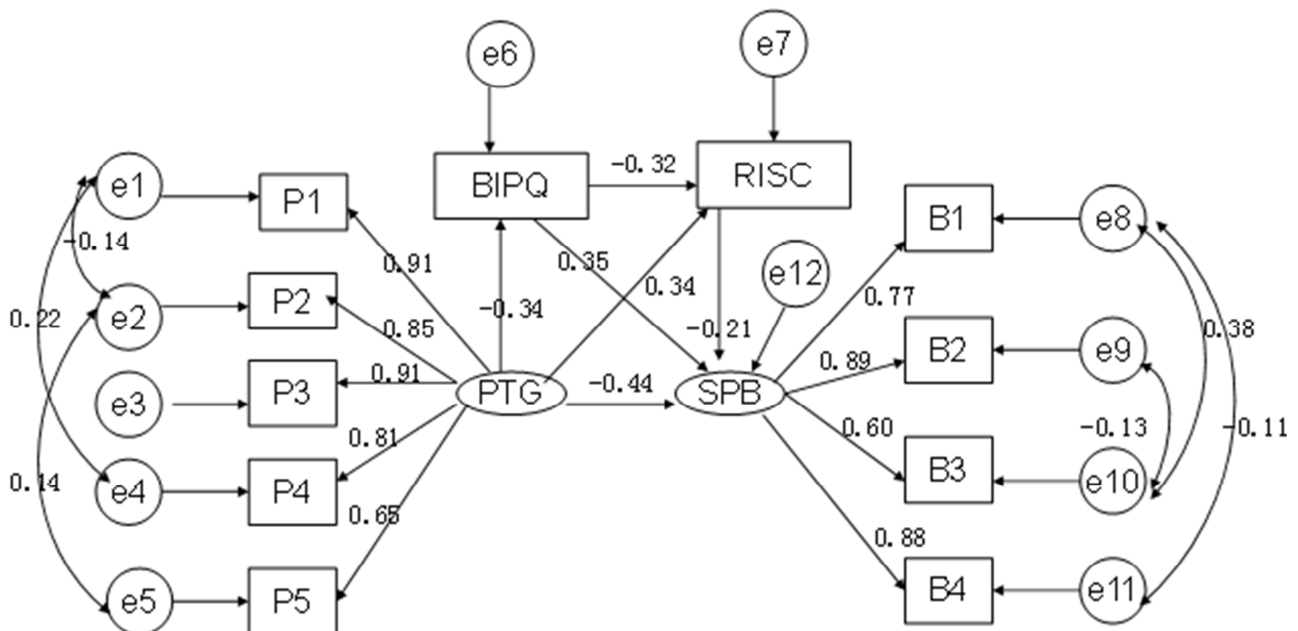 e6
e7
e1
P1
BIPQ
-0.32
RISC
B1
e8
-0.14
0.91
0.35
0.34
e12
0.77
0.22
e2
P2
0.85
-0.34
-0.21
0.38
B2
e9
0.89
e3
P3
0.91
PTG
-0.44
SPB
0.81
0.60
-0.13
-0.11
0.14
e4
P4
B3
e10
0.65
0.88
e5
P5
B4
e11